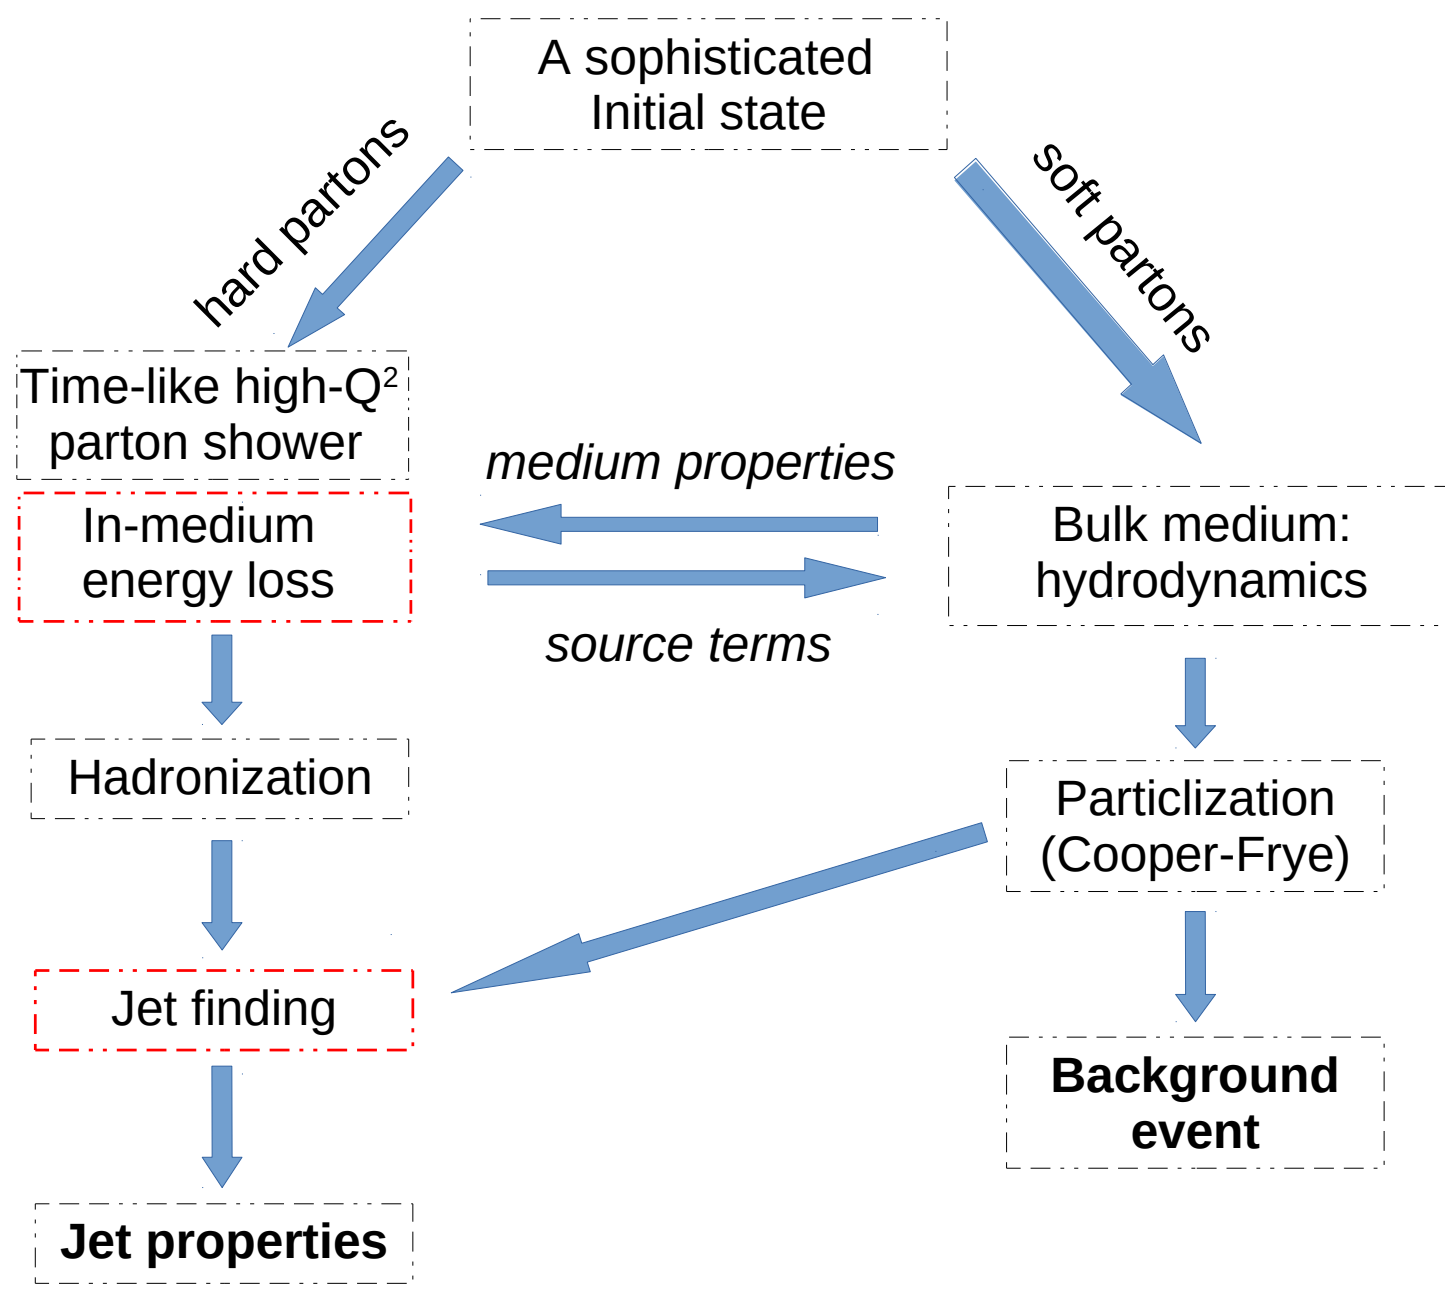 A sophisticated
Initial state
hard partons
soft partons
Time-like high-Q²
parton shower
In-medium
energy loss
medium properties
source terms
Bulk medium:
hydrodynamics
Hadronization
Particlization
(Cooper-Frye)
Jet finding
Background
event
Jet properties